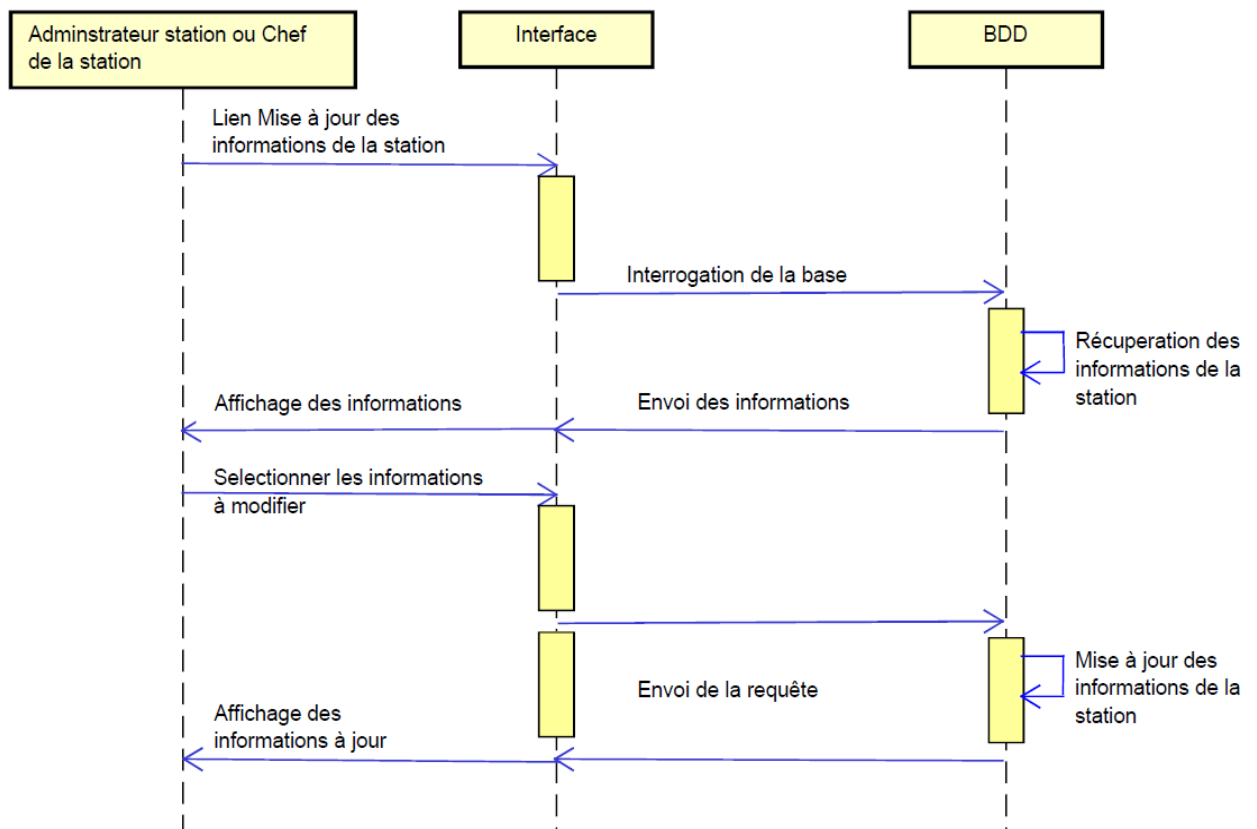 Adminstrateur station ou Chef
de la station
Interface
BDD
Lien Mise à jour des
informations de la station
Interrogation de la base
Récuperation des
informations de la
station
Affichage des informations
Envoi des informations
Selectionner les informations
à modifier
Mise à jour des
informations de la
station
Envoi de la requête
Affichage des
informations à jour